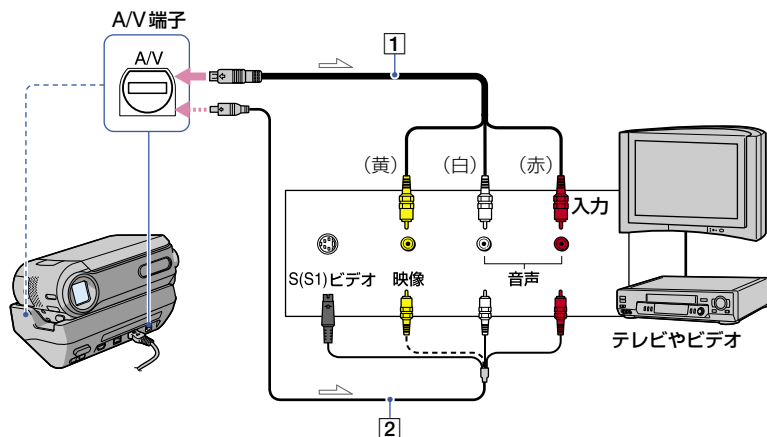 A/V 端子
A/V
1
（黄）
（白）
（赤）
入力
S(S1)ビデオ
映像
音声
テレビやビデオ
2